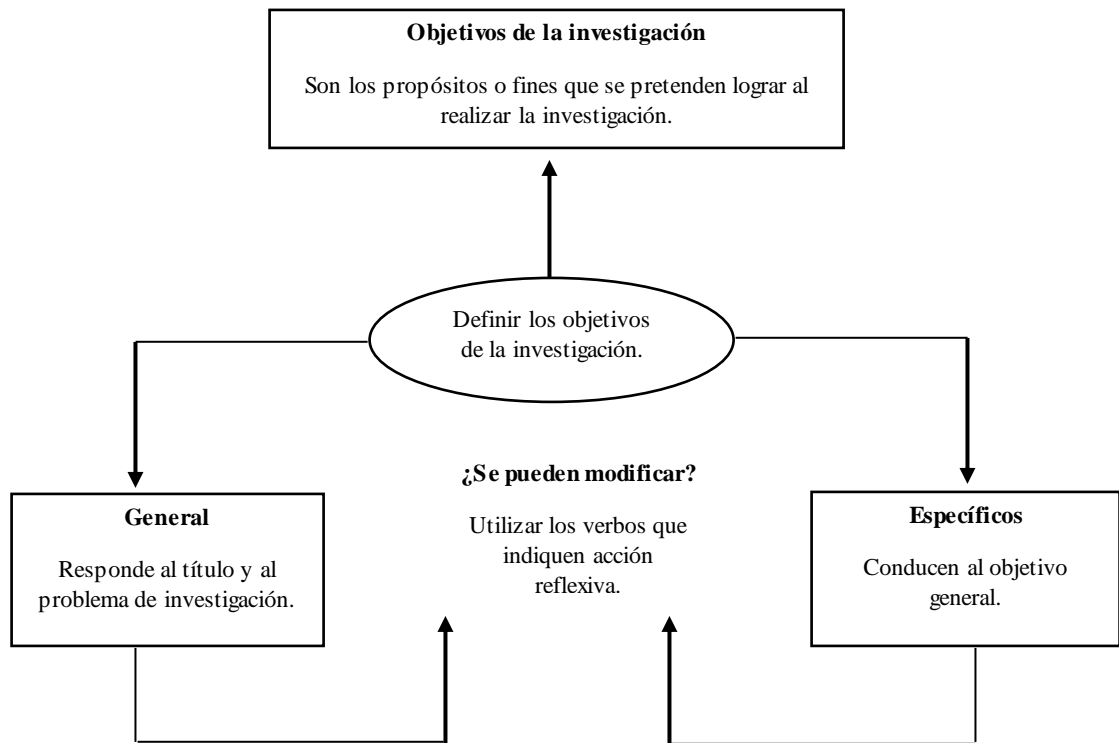 Objetivos de la investigación
Son los propósitos o fines que se pretenden lograr al
realizar la investigación.
Definir los objetivos
de la investigación.
General
Responde al título y al
problema de investigación.
¿Se pueden modificar?
Utilizar los verbos que
indiquen acción
reflexiva.
Específicos
Conducen al objetivo
general.